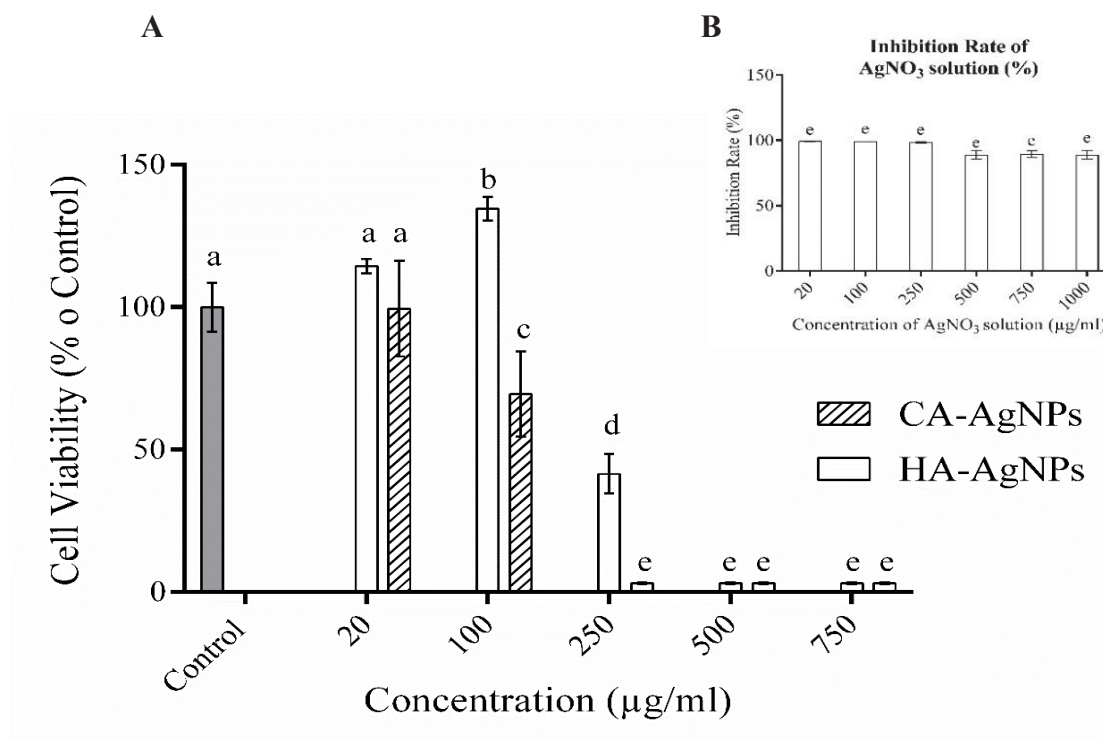 A
B
Inhibition Rate of
AgNO₃ solution (%)
150
100
50
0
Inhibition Rate (%)
e e e e c e
20 100 250 500 750 1000
Concentration of AgNO₃ solution (µg/ml)
150
100
50
0
Cell Viability (% o Control)
a a a b c d e e e e e
Control 20 100 250 500 750
Concentration (µg/ml)
CA-AgNPs
HA-AgNPs